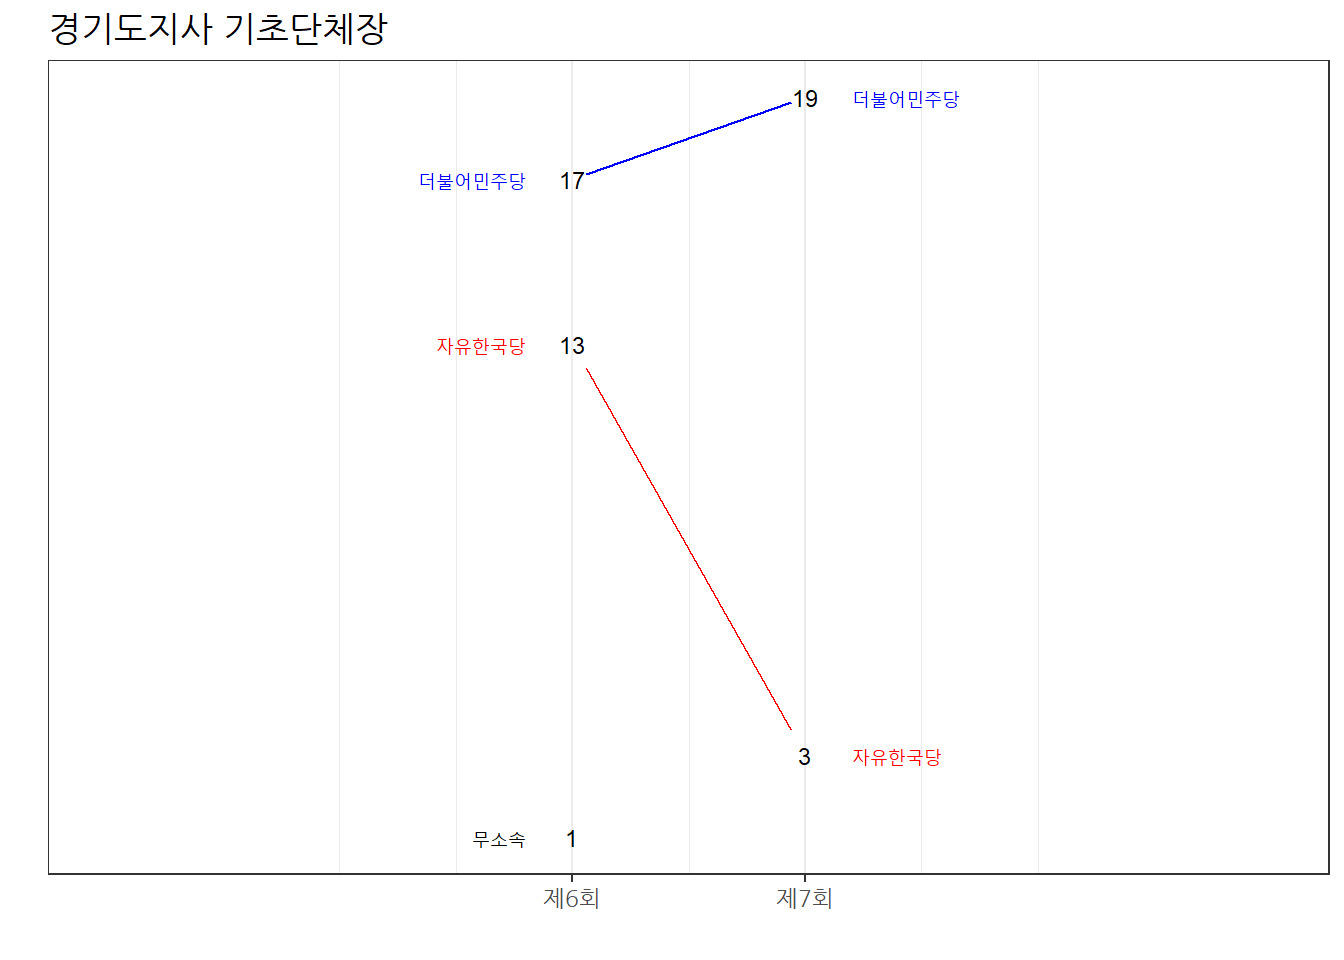 경기도지사 기초단체장
19 더불어민주당
더불어민주당 17
자유한국당 13
3 자유한국당
무소속 1
제6회 제7회